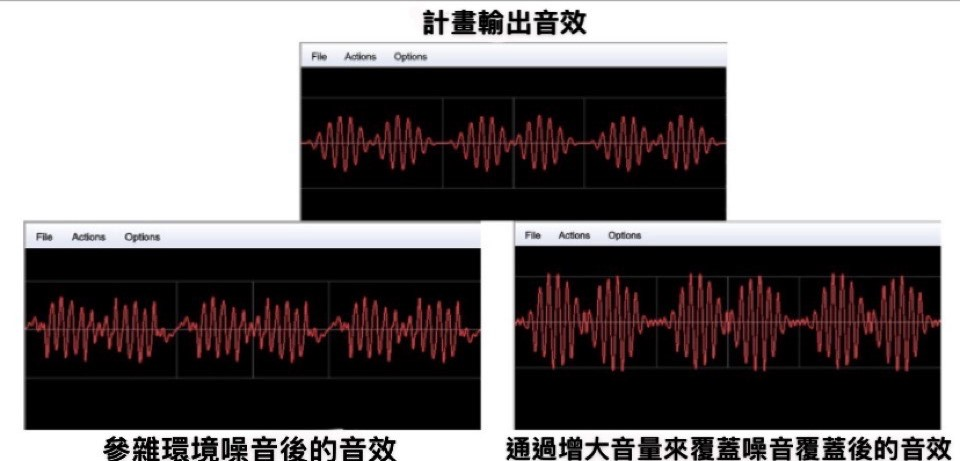 計畫輸出音效
File Actions Options
File Actions Options
File Actions Options
參雜環境噪音後的音效
通過增大音量來覆蓋噪音覆蓋後的音效